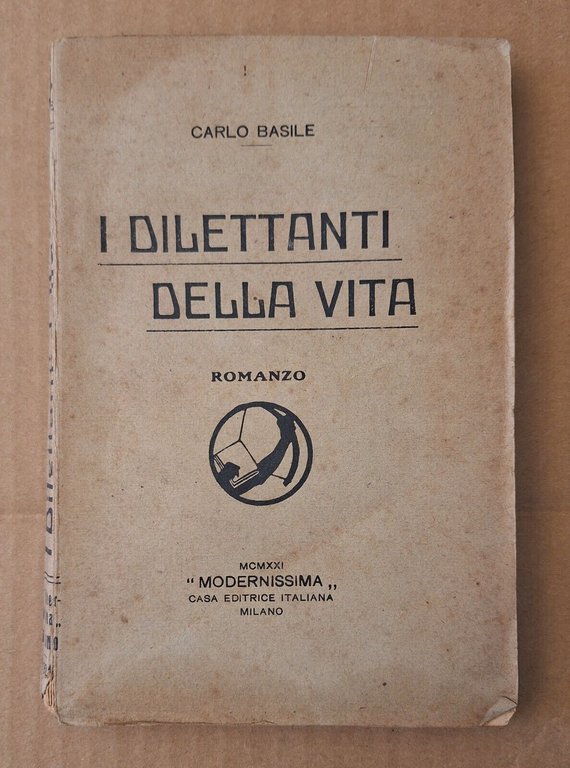 CARLO BASILE
I DILETTANTI
DELLA VITA
ROMANZO
MCMXXI
"MODERNISSIMA„
CASA EDITRICE ITALIANA
MILANO